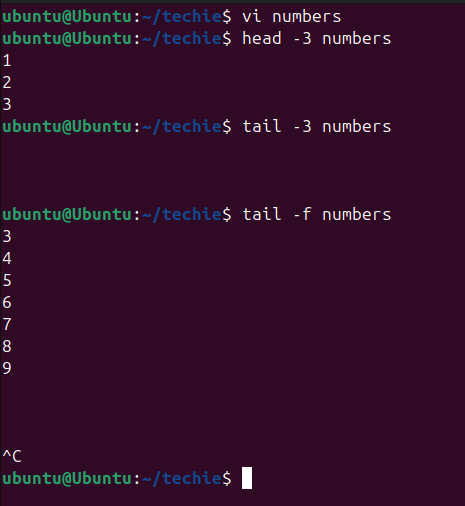 ubuntu@Ubuntu:~/techie$ vi numbers
ubuntu@Ubuntu:~/techie$ head -3 numbers
1
2
3
ubuntu@Ubuntu:~/techie$ tail -3 numbers
ubuntu@Ubuntu:~/techie$ tail -f numbers
3
4
5
6
7
8
9
^C
ubuntu@Ubuntu:~/techie$